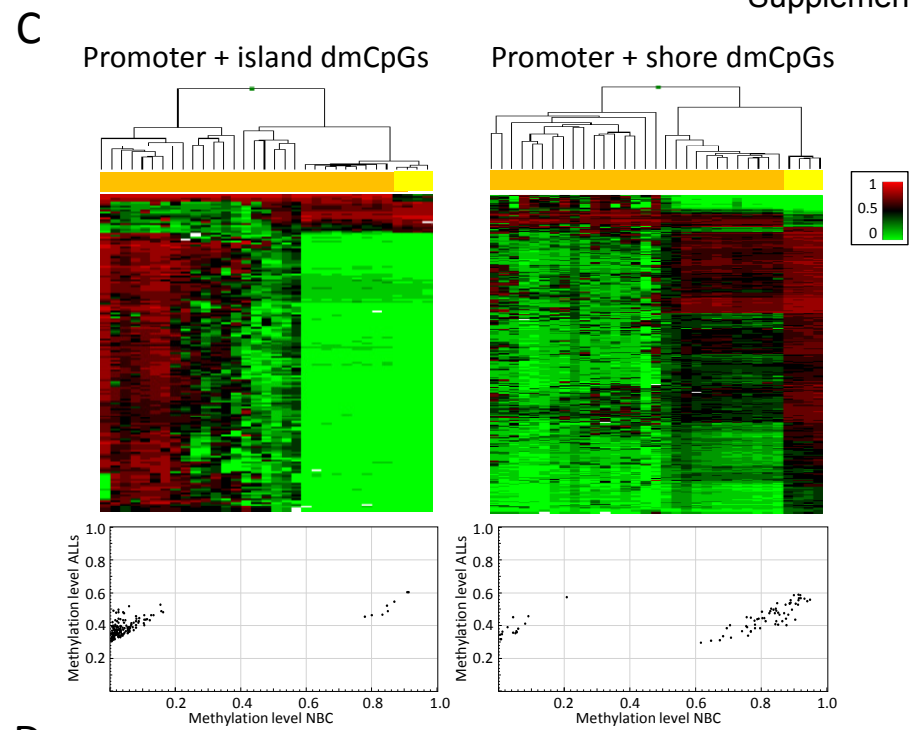 Supplemen
C
Promoter + island dmCpGs
Promoter + shore dmCpGs
1
0.5
0
1.0
0.8
0.6
0.4
0.2
Methylation level ALLs
0.2 0.4 0.6 0.8 1.0
Methylation level NBC
1.0
0.8
0.6
0.4
0.2
Methylation level ALLs
0.2 0.4 0.6 0.8 1.0
Methylation level NBC